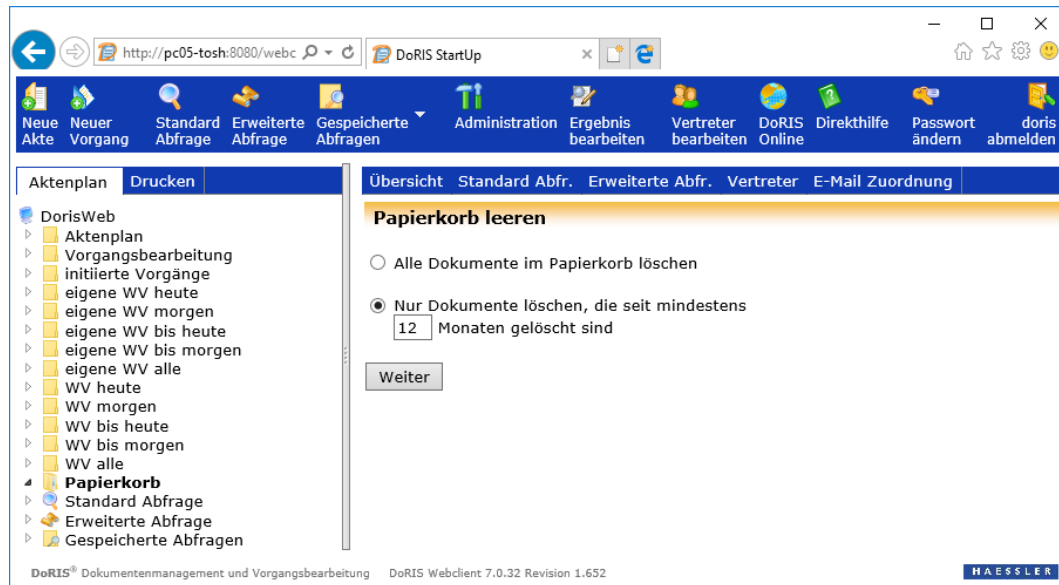 http://pc05-tosh:8080/webc
DoRIS StartUp
Neue Akte
Neuer Vorgang
Standard Abfrage
Erweiterte Abfrage
Gespeicherte Abfragen
Administration
Ergebnis bearbeiten
Vertreter bearbeiten
DoRIS Online
Direkthilfe
Passwort ändern
doris abmelden
Aktenplan Drucken
Übersicht Standard Abfr. Erweiterte Abfr. Vertreter E-Mail Zuordnung
DorisWeb
Aktenplan
Vorgangsbearbeitung
initiierte Vorgänge
eigene WV heute
eigene WV morgen
eigene WV bis heute
eigene WV bis morgen
eigene WV alle
WV heute
WV morgen
WV bis heute
WV bis morgen
WV alle
Papierkorb
Standard Abfrage
Erweiterte Abfrage
Gespeicherte Abfragen
Papierkorb leeren
Alle Dokumente im Papierkorb löschen
Nur Dokumente löschen, die seit mindestens
12 Monaten gelöscht sind
Weiter
DoRIS® Dokumentenmanagement und Vorgangsbearbeitung DoRIS Webclient 7.0.32 Revision 1.652
HAESSLER